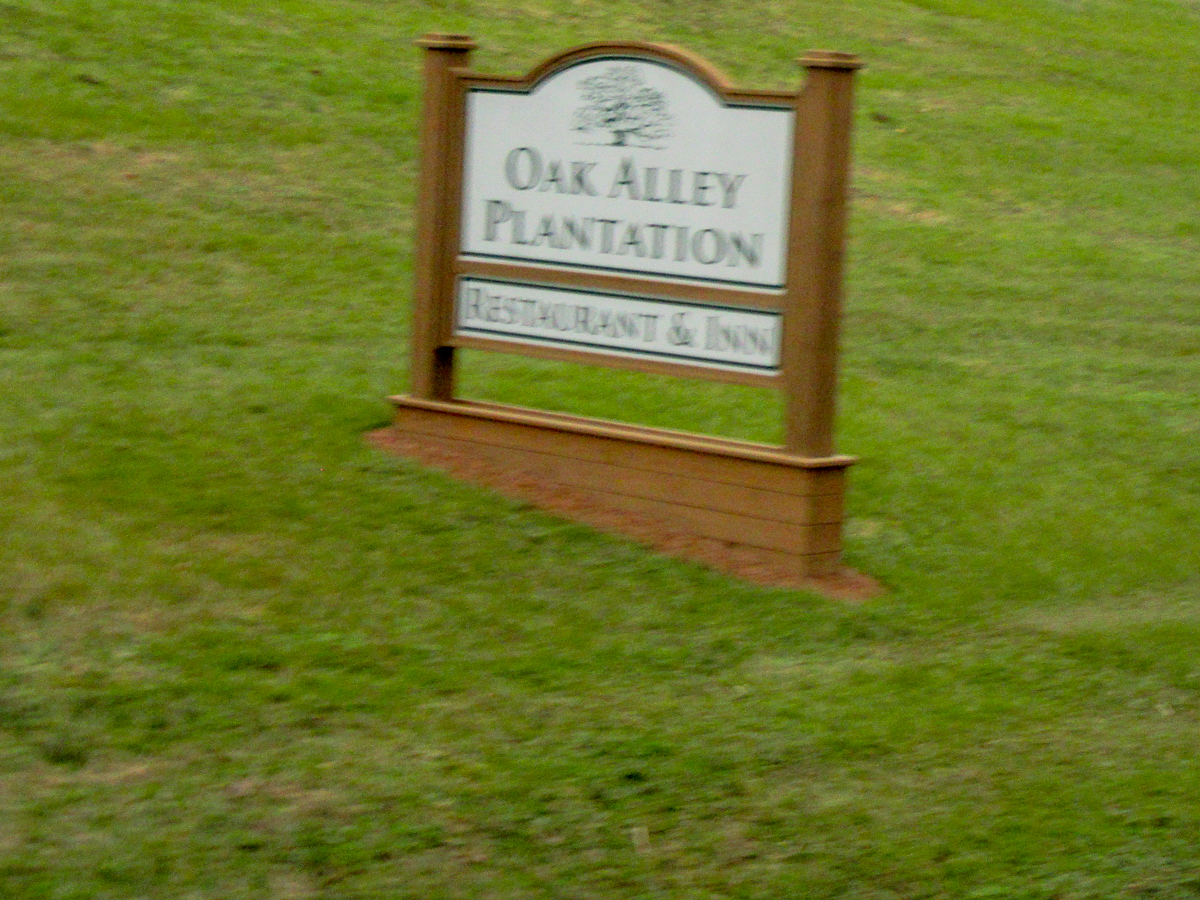 Oak Alley
Plantation
Restaurant & Inn